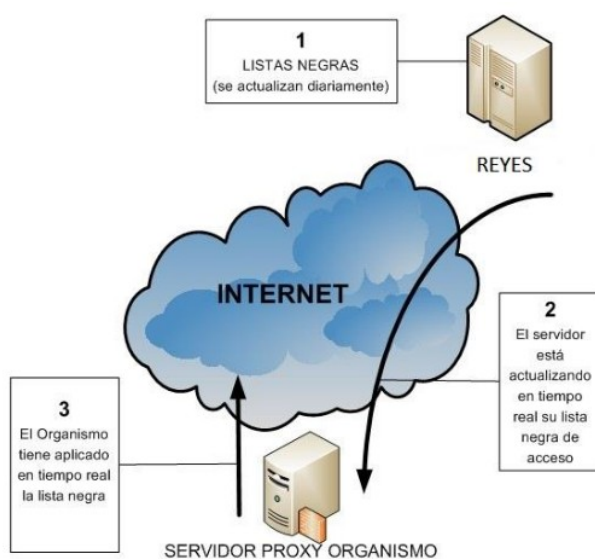 1
LISTAS NEGRAS
(se actualizan diariamente)
REYES
INTERNET
2
El servidor
está
actualizando
en tiempo
real su lista
negra de
acceso
3
El Organismo
tiene aplicado
en tiempo real
la lista negra
SERVIDOR PROXY ORGANISMO